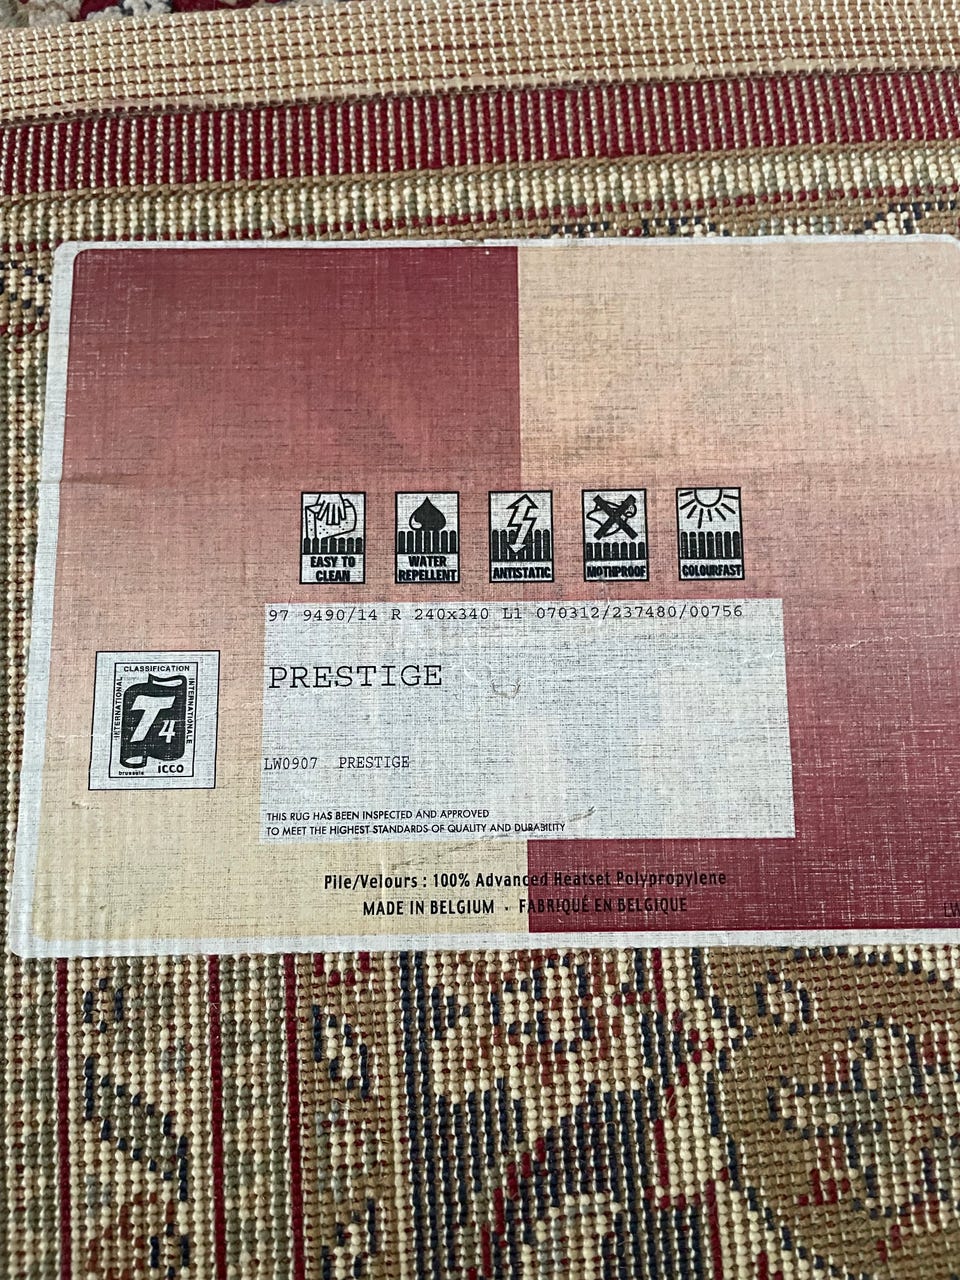 EASY TO
CLEAN
WATER
REPELLENT
ANTISTATIC
MOTHPROOF
COLOURFAST
97 9490/14 R 240x340 L1 070312/237480/00756
PRESTIGE
CLASSIFICATION
INTERNATIONAL
INTERNATIONALE
T4
brussels
ICCO
LW0907 PRESTIGE
THIS RUG HAS BEEN INSPECTED AND APPROVED
TO MEET THE HIGHEST STANDARDS OF QUALITY AND DURABILITY
Pile/Velours : 100% Advanced Heatset Polypropylene
MADE IN BELGIUM - FABRIQUÉ EN BELGIQUE